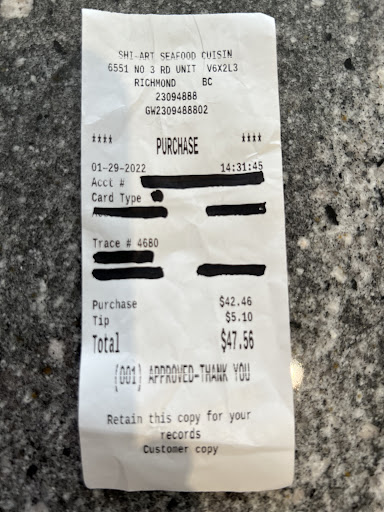 SHI-ART SEAFOOD CUISIN
6551 NO 3 RD UNIT V6X2L3
RICHMOND BC
23094888
GW2309488802
**** PURCHASE ****
01-29-2022 14:31:45
Acct #
Card Type
Trace # 4680
Purchase $42.46
Tip $5.10
Total $47.56
(001) APPROVED-THANK YOU
Retain this copy for your
records
Customer copy